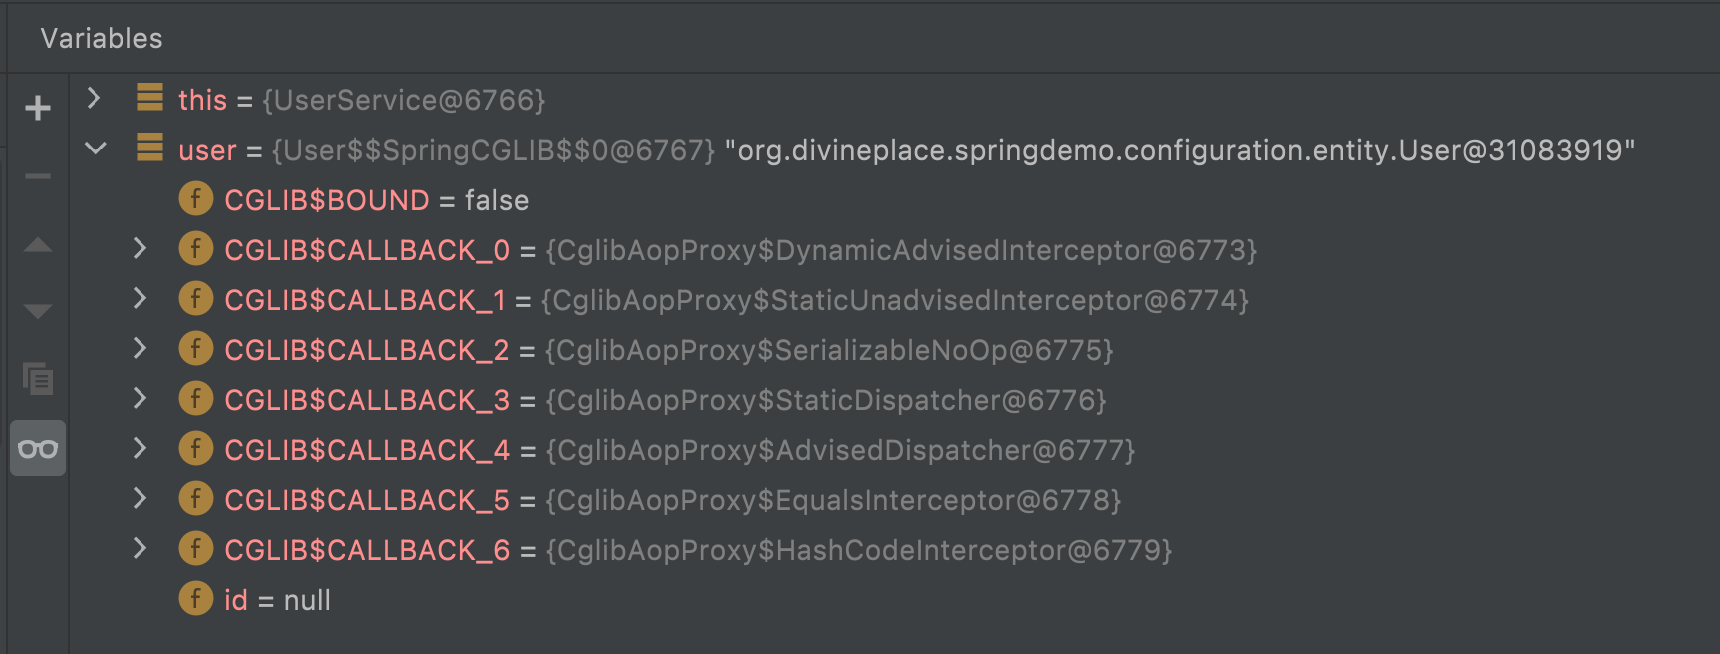 Variables
this = {UserService@6766}
user = {User$$SpringCGLIB$$0@6767} "org.divineplace.springdemo.configuration.entity.User@31083919"
f CGLIB$BOUND = false
f CGLIB$CALLBACK_0 = {CglibAopProxy$DynamicAdvisedInterceptor@6773}
f CGLIB$CALLBACK_1 = {CglibAopProxy$StaticUnadvisedInterceptor@6774}
f CGLIB$CALLBACK_2 = {CglibAopProxy$SerializableNoOp@6775}
f CGLIB$CALLBACK_3 = {CglibAopProxy$StaticDispatcher@6776}
f CGLIB$CALLBACK_4 = {CglibAopProxy$AdvisedDispatcher@6777}
f CGLIB$CALLBACK_5 = {CglibAopProxy$EqualsInterceptor@6778}
f CGLIB$CALLBACK_6 = {CglibAopProxy$HashCodeInterceptor@6779}
f id = null